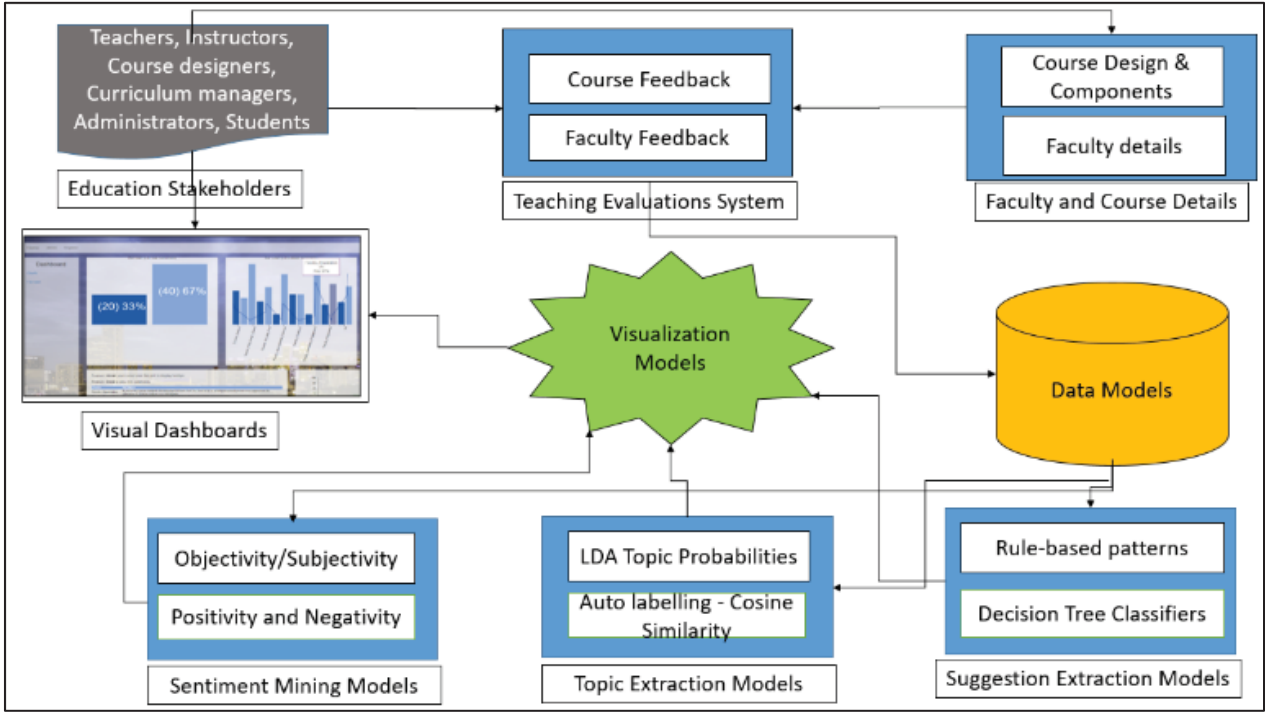 Teachers, Instructors,
Course designers,
Curriculum managers,
Administrators, Students
Education Stakeholders
Course Feedback
Faculty Feedback
Teaching Evaluations System
Course Design &
Components
Faculty details
Faculty and Course Details
Dashboard
(20) 33%
(40) 67%
Visual Dashboards
Visualization
Models
Data Models
Objectivity/Subjectivity
Positivity and Negativity
Sentiment Mining Models
LDA Topic Probabilities
Auto labelling - Cosine
Similarity
Topic Extraction Models
Rule-based patterns
Decision Tree Classifiers
Suggestion Extraction Models